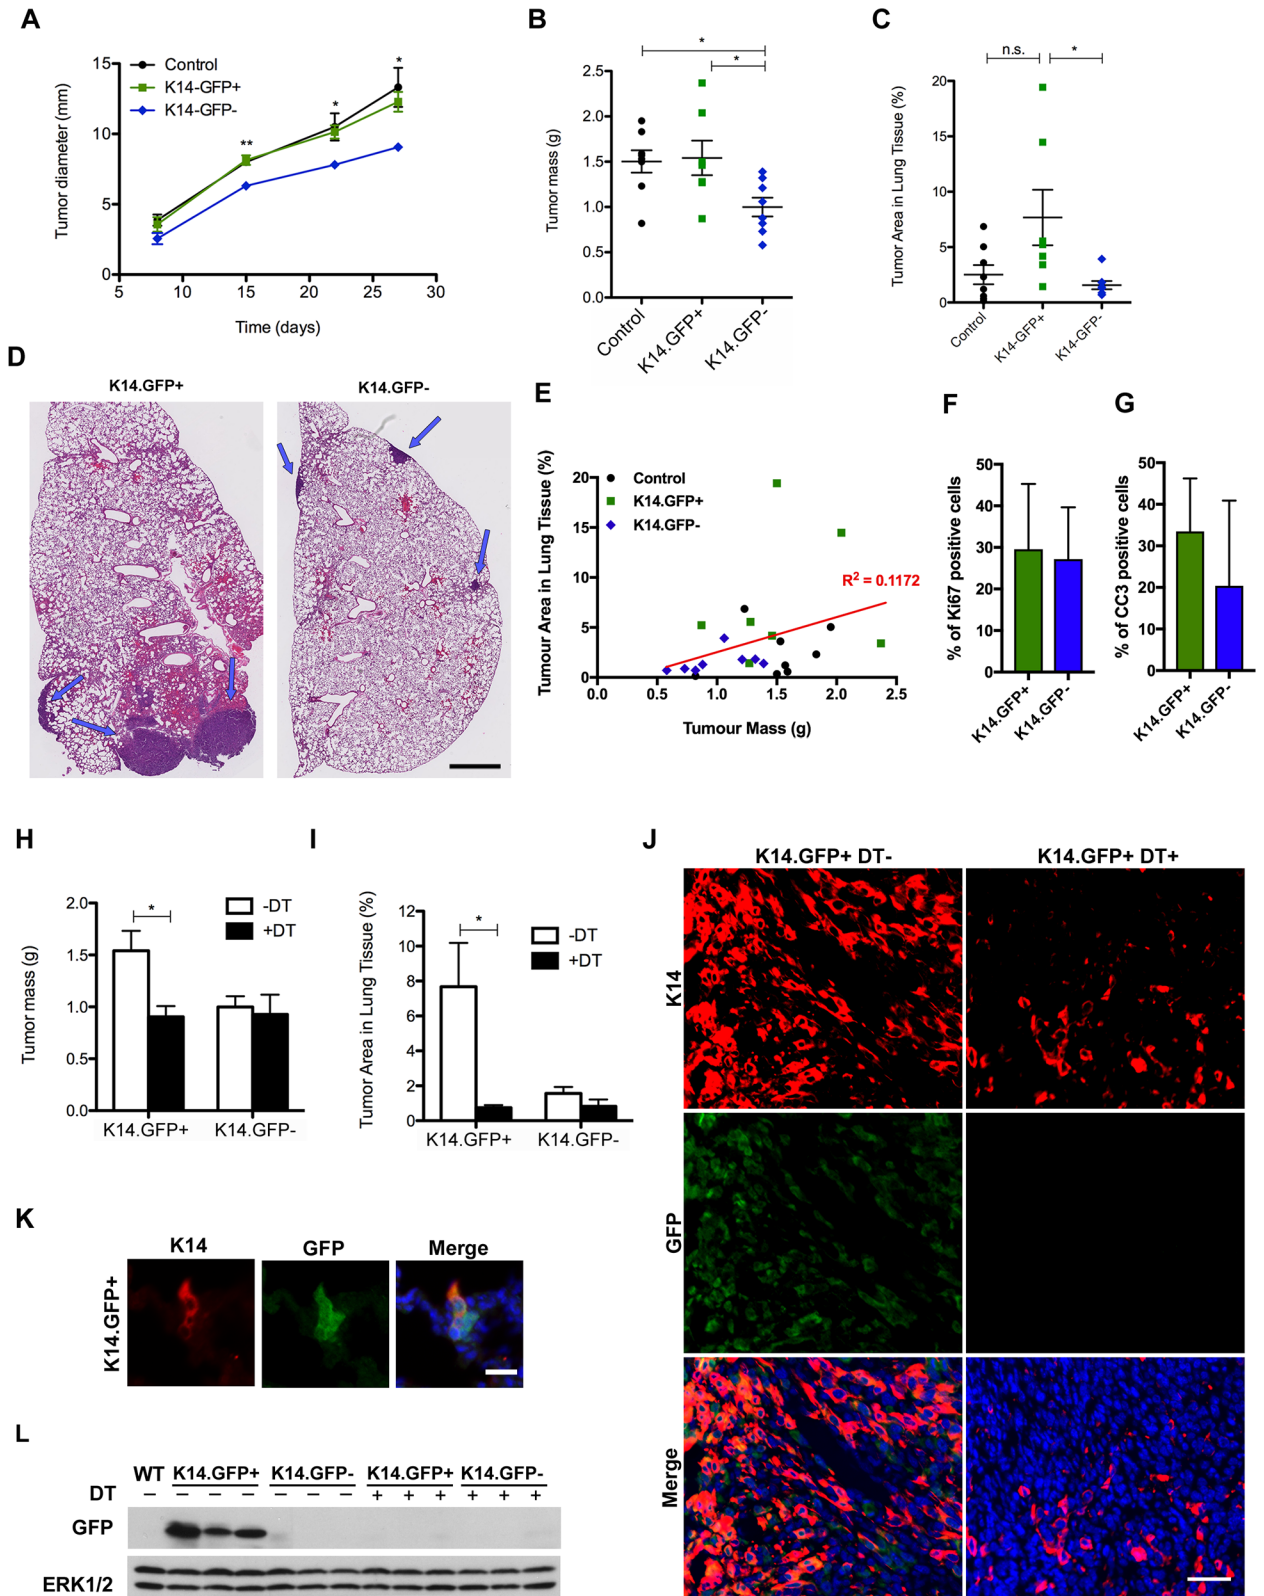 A
Control
K14-GFP+
K14-GFP-
Tumor diameter (mm)
15
10
5
0
**
*
*
5
10
15
20
25
30
Time (days)
B
*
*
Tumor mass (g)
2.5
2.0
1.5
1.0
0.5
0.0
Control
K14.GFP+
K14.GFP-
C
n.s.
*
Tumor Area in Lung Tissue (%)
20
15
10
5
0
Control
K14-GFP+
K14-GFP-
D
K14.GFP+
K14.GFP-
E
Control
K14.GFP+
K14.GFP-
Tumour Area in Lung Tissue (%)
20
15
10
5
0
R² = 0.1172
0.0
0.5
1.0
1.5
2.0
2.5
Tumour Mass (g)
F
% of Ki67 positive cells
50
40
30
20
10
0
K14.GFP+
K14.GFP-
G
% of CC3 positive cells
50
40
30
20
10
0
K14.GFP+
K14.GFP-
H
Tumor mass (g)
2.0
1.5
1.0
0.5
0.0
*
-DT
+DT
K14.GFP+
K14.GFP-
I
Tumor Area in Lung Tissue (%)
12
10
8
6
4
2
0
*
-DT
+DT
K14.GFP+
K14.GFP-
J
K14.GFP+ DT-
K14.GFP+ DT+
K14
GFP
Merge
K
K14
GFP
Merge
K14.GFP+
L
WT K14.GFP+ K14.GFP- K14.GFP+ K14.GFP-
DT − − − − − − − + + + + + +
GFP
ERK1/2